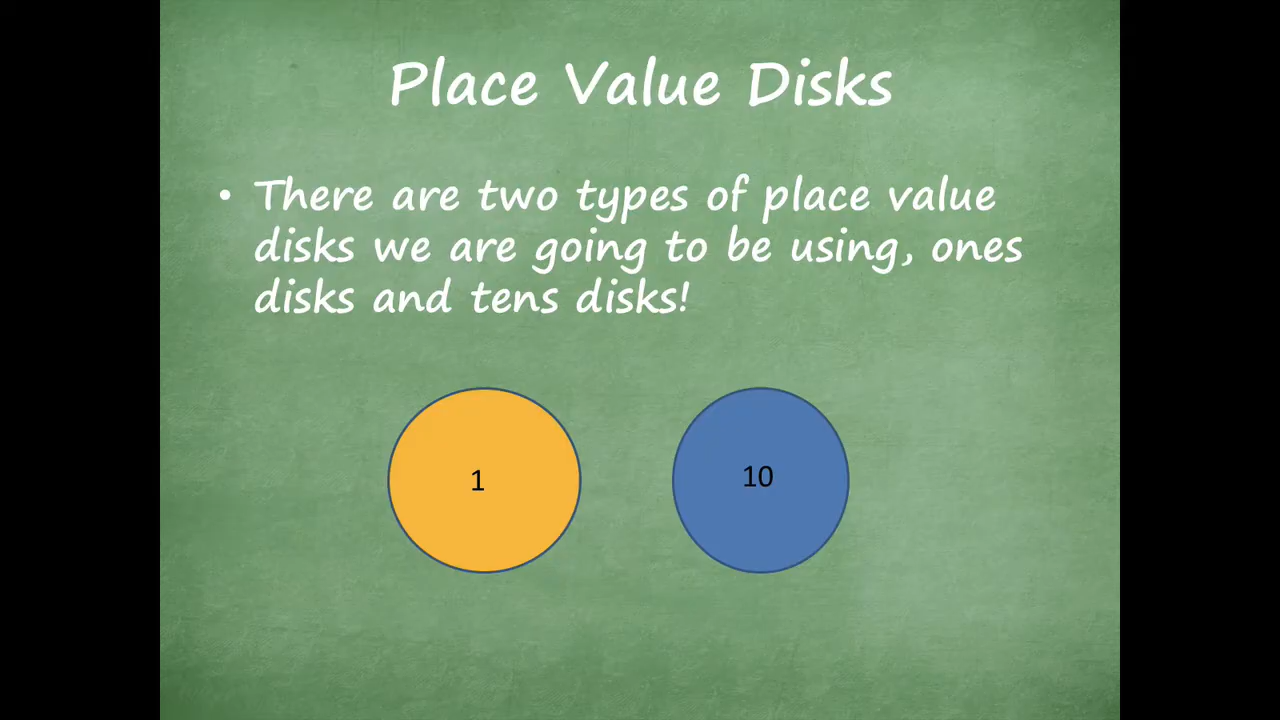 Place Value Disks
• There are two types of place value
disks we are going to be using, ones
disks and tens disks!
1
10